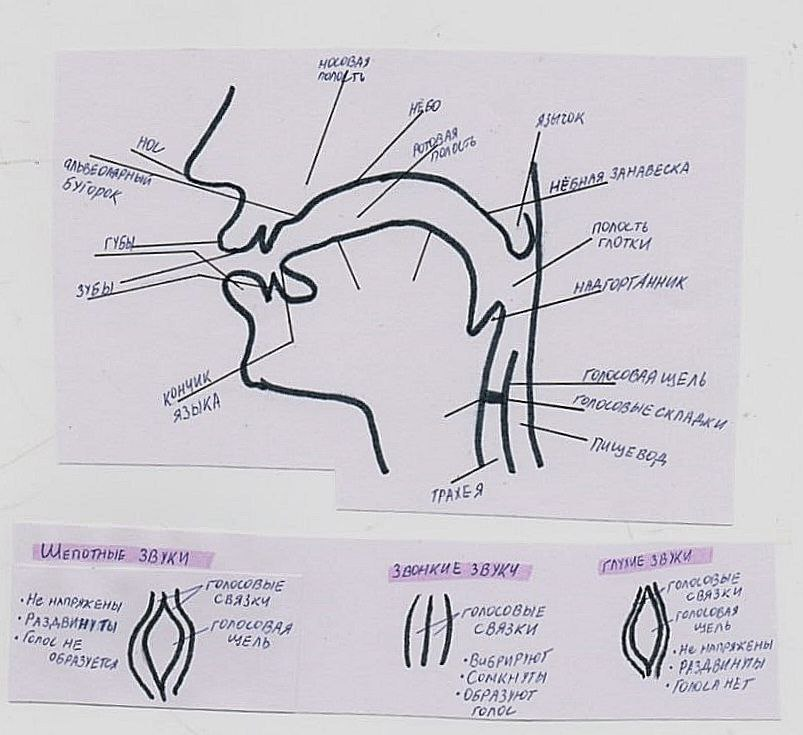 НОСОВАЯ
ПОЛОСТЬ
НЁБО
РОТОВАЯ
ПОЛОСТЬ
ЯЗЫЧОК
НОС
АЛЬВЕОЛЯРНЫЙ
БУГОРОК
НЁБНАЯ ЗАНАВЕСКА
ГУБЫ
ПОЛОСТЬ
ГЛОТКИ
ЗУБЫ
НАДГОРТАННИК
КОНЧИК
ЯЗЫКА
ГОЛОСОВАЯ ЩЕЛЬ
ГОЛОСОВЫЕ СКЛАДКИ
ПИЩЕВОД
ТРАХЕЯ
ШЕПОТНЫЕ ЗВУКИ
ГОЛОСОВЫЕ
СВЯЗКИ
ГОЛОСОВАЯ
ЩЕЛЬ
• НЕ НАПРЯЖЕНЫ
• РАЗДВИНУТЫ
• ГОЛОС НЕ
ОБРАЗУЕТСЯ
ЗВОНКИЕ ЗВУКИ
ГОЛОСОВЫЕ
СВЯЗКИ
• ВИБРИРУЮТ
• СОМКНУТЫ
• ОБРАЗУЮТ
ГОЛОС
ГЛУХИЕ ЗВУКИ
ГОЛОСОВЫЕ
СВЯЗКИ
ГОЛОСОВАЯ
ЩЕЛЬ
• НЕ НАПРЯЖЕНЫ
• РАЗДВИНУТЫ
• ГОЛОСА НЕТ